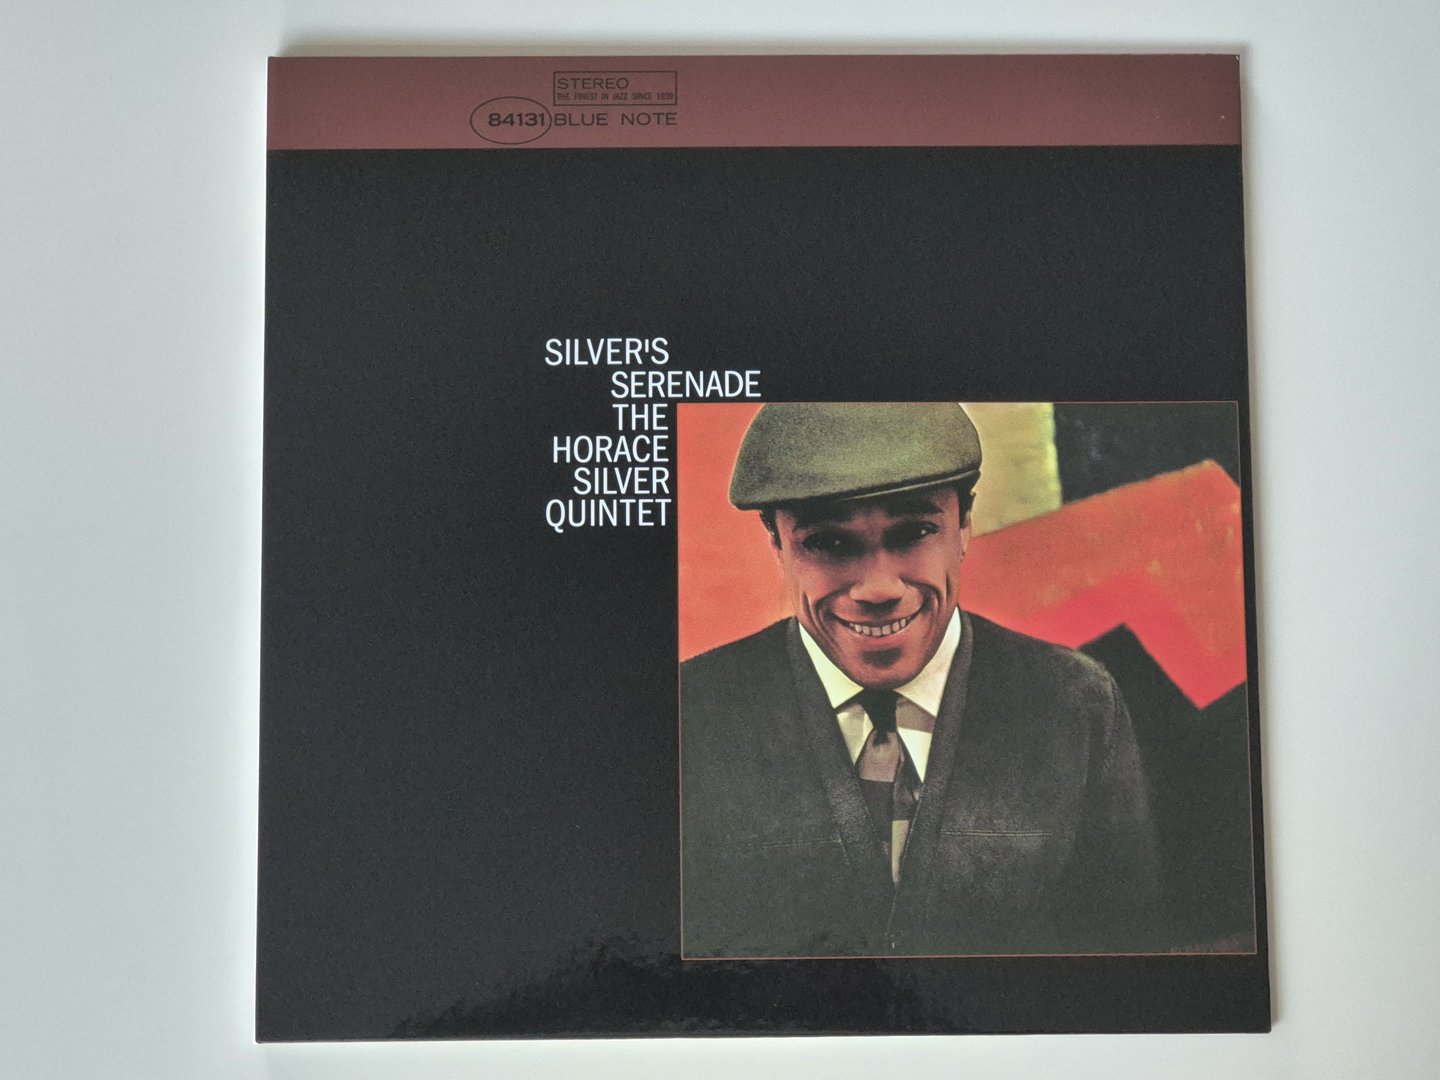 STEREO
THE FINEST IN JAZZ SINCE 1939
84131 BLUE NOTE
SILVER'S
SERENADE
THE
HORACE
SILVER
QUINTET